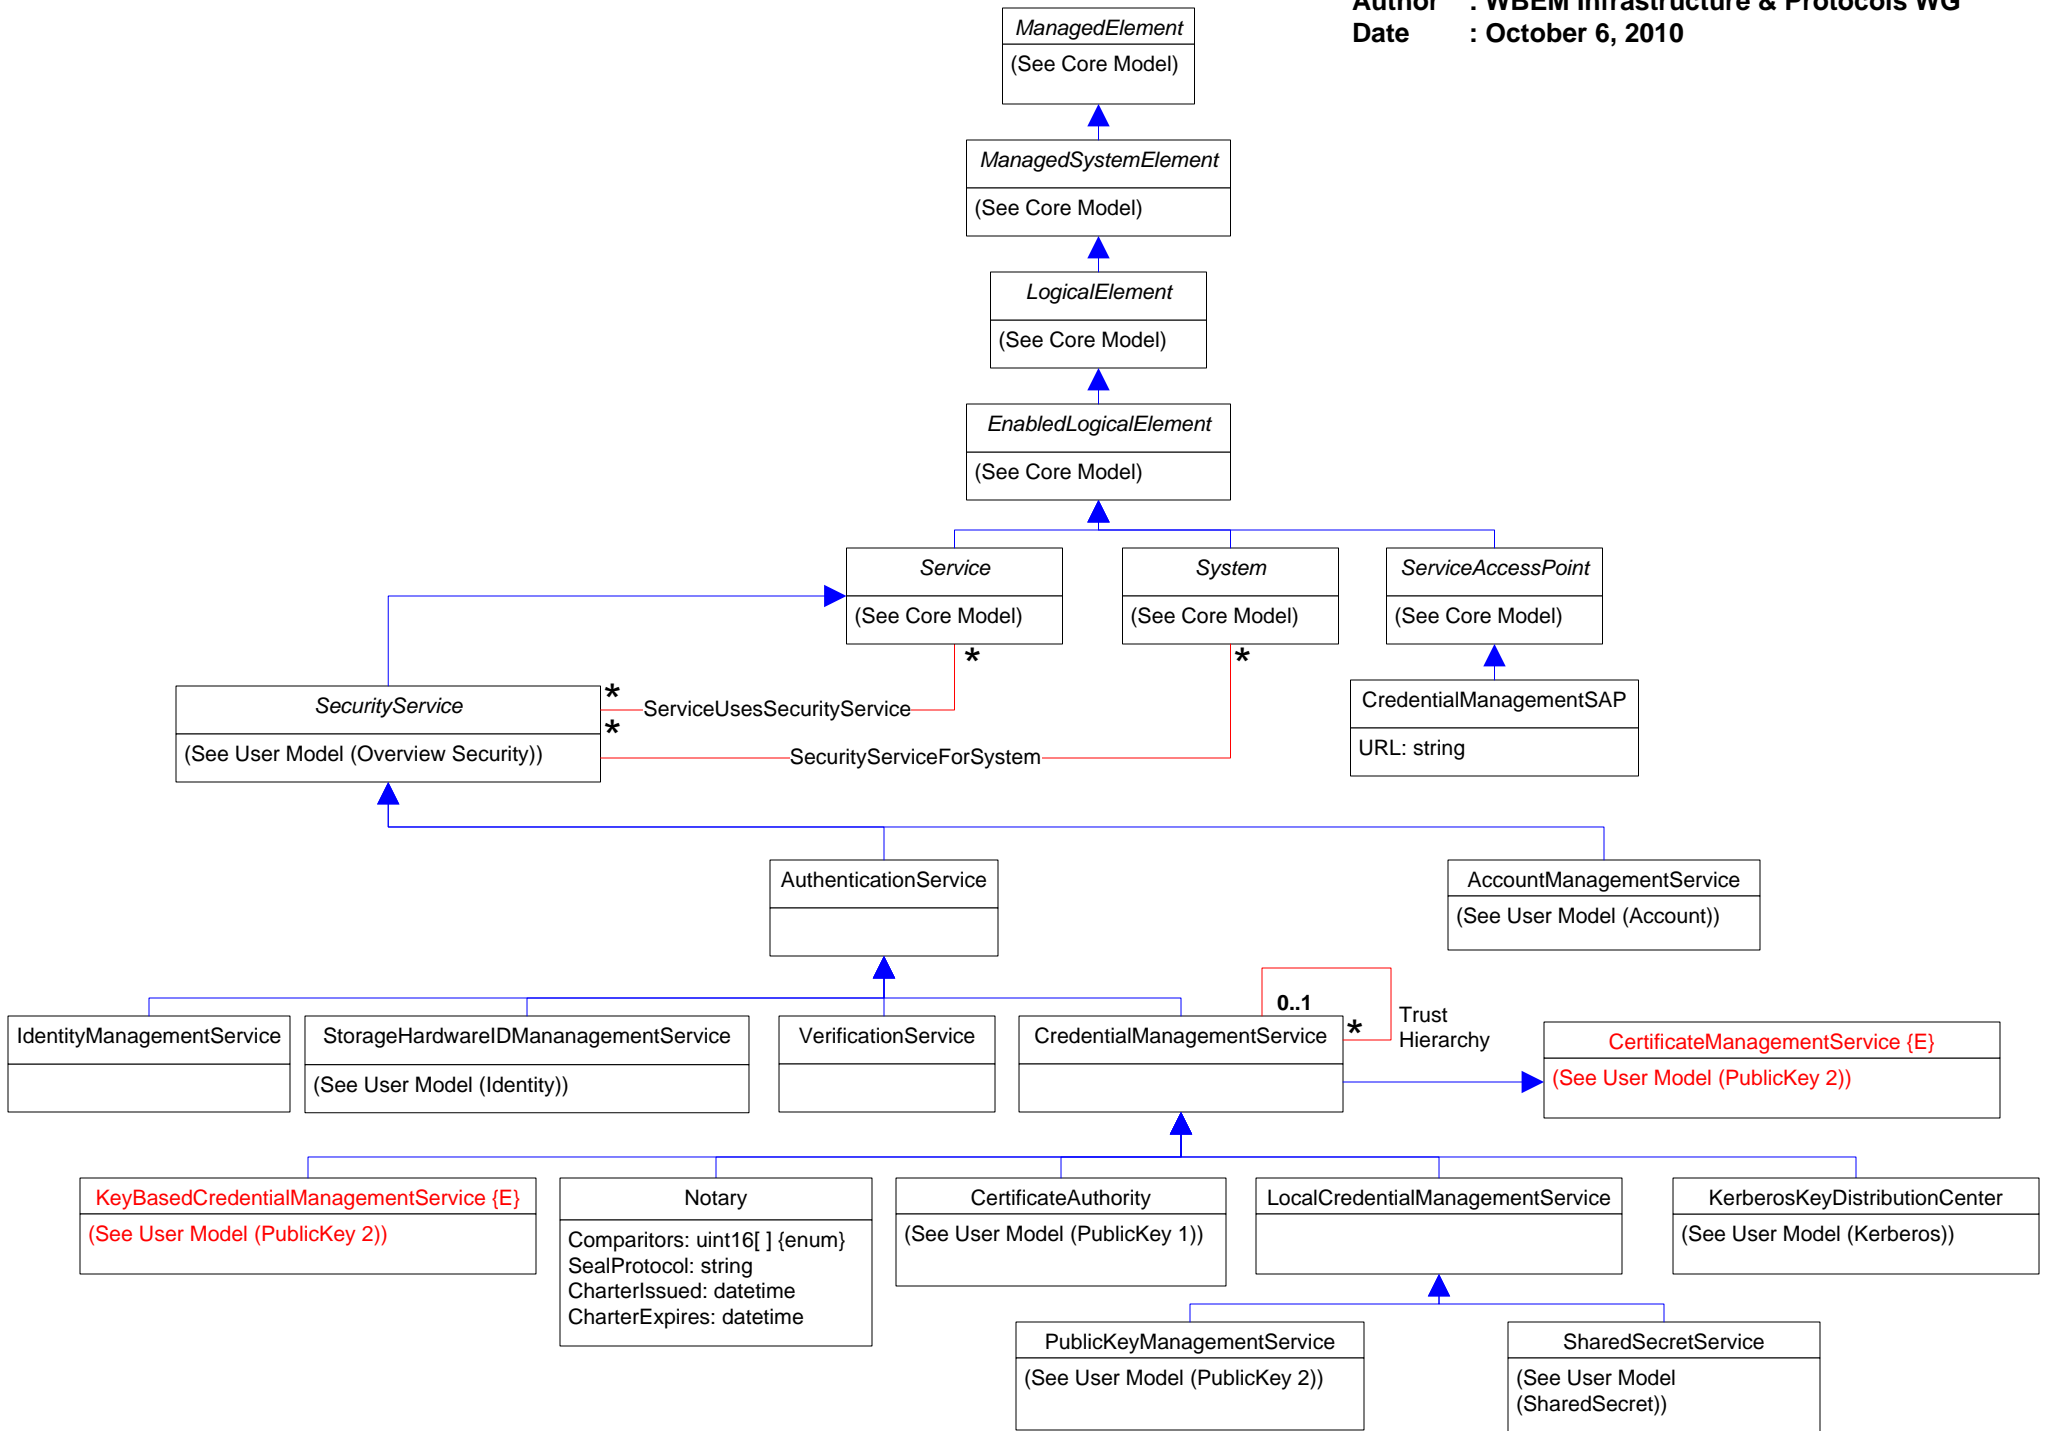 Author : WBEM Infrastructure & Protocols WG
Date : October 6, 2010
ManagedElement
(See Core Model)
ManagedSystemElement
(See Core Model)
LogicalElement
(See Core Model)
EnabledLogicalElement
(See Core Model)
Service
(See Core Model)
System
(See Core Model)
ServiceAccessPoint
(See Core Model)
*
*
SecurityService
(See User Model (Overview Security))
*
ServiceUsesSecurityService
*
SecurityServiceForSystem
CredentialManagementSAP
URL: string
AuthenticationService
AccountManagementService
(See User Model (Account))
IdentityManagementService
StorageHardwareIDMananagementService
(See User Model (Identity))
VerificationService
CredentialManagementService
0..1
*
Trust
Hierarchy
CertificateManagementService {E}
(See User Model (PublicKey 2))
KeyBasedCredentialManagementService {E}
(See User Model (PublicKey 2))
Notary
Comparitors: uint16[ ] {enum}
SealProtocol: string
CharterIssued: datetime
CharterExpires: datetime
CertificateAuthority
(See User Model (PublicKey 1))
LocalCredentialManagementService
KerberosKeyDistributionCenter
(See User Model (Kerberos))
PublicKeyManagementService
(See User Model (PublicKey 2))
SharedSecretService
(See User Model
(SharedSecret))